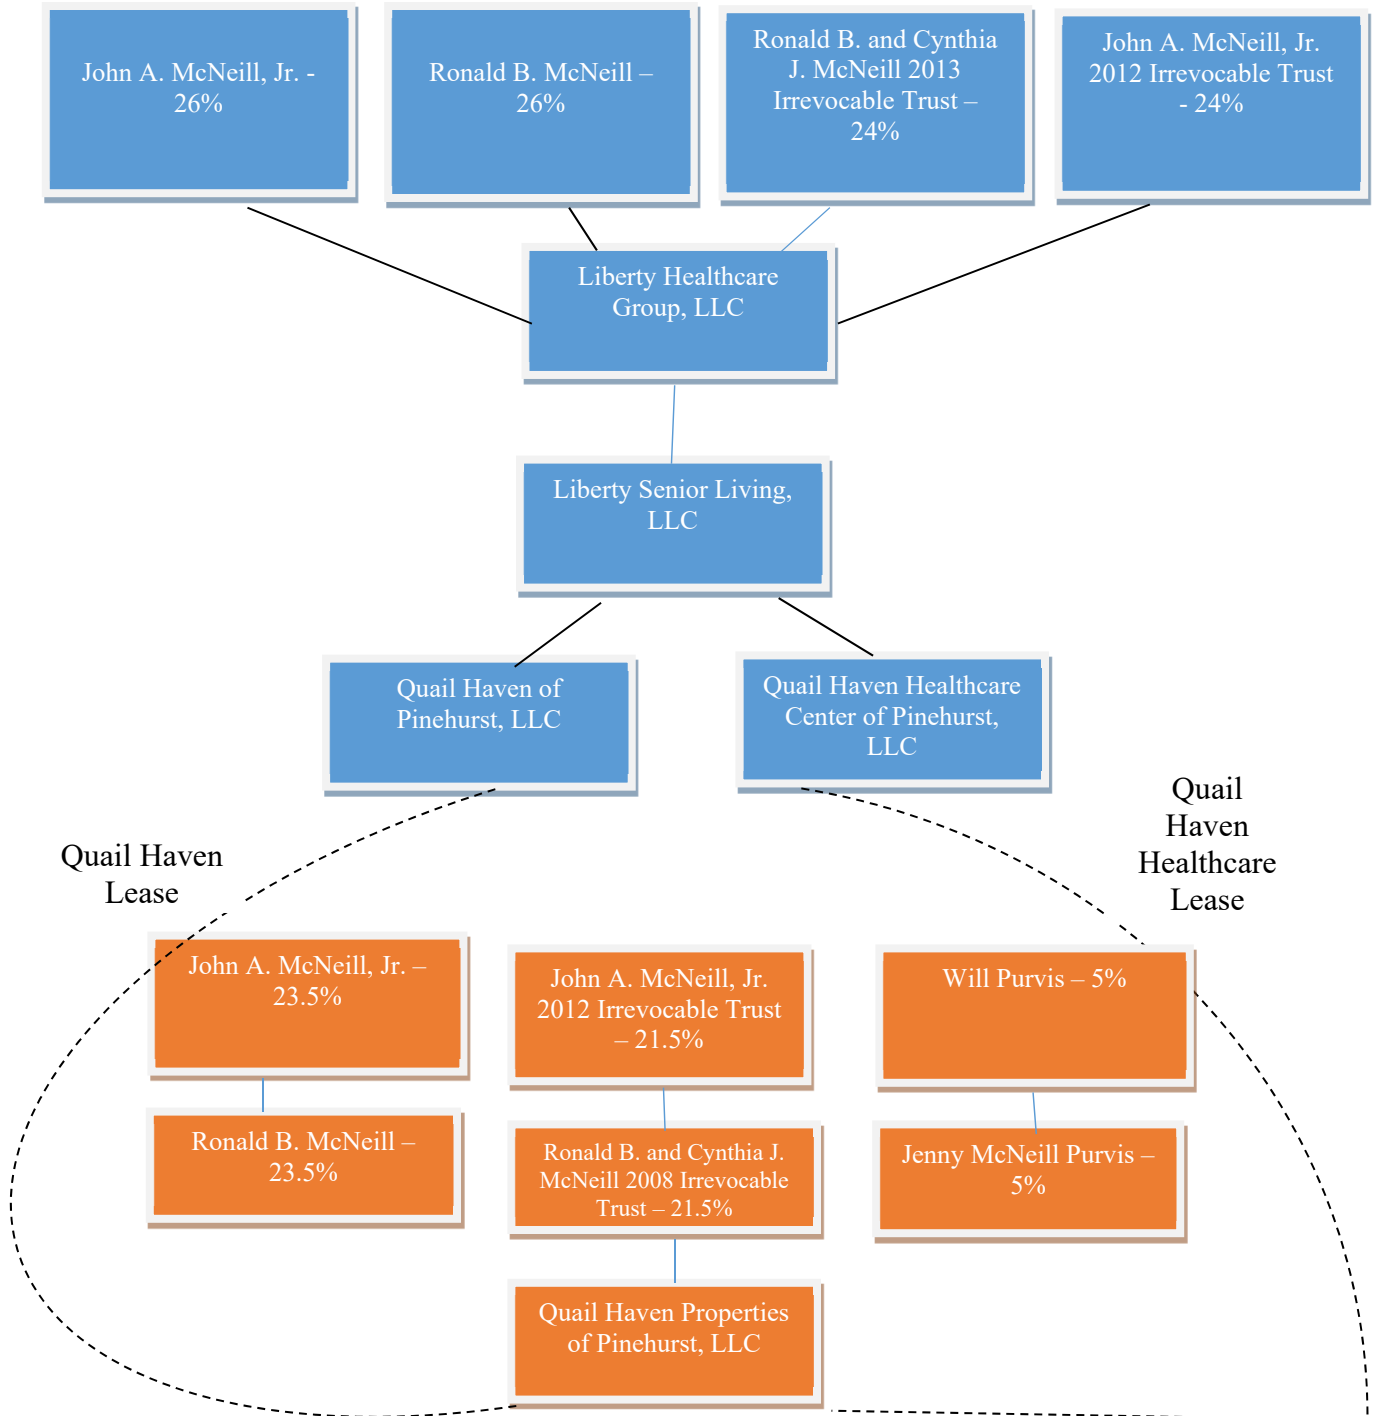 John A. McNeill, Jr. -
26%
Ronald B. McNeill –
26%
Ronald B. and Cynthia
J. McNeill 2013
Irrevocable Trust –
24%
John A. McNeill, Jr.
2012 Irrevocable Trust
- 24%
Liberty Healthcare
Group, LLC
Liberty Senior Living,
LLC
Quail Haven of
Pinehurst, LLC
Quail Haven Healthcare
Center of Pinehurst,
LLC
Quail Haven
Lease
Quail
Haven
Healthcare
Lease
John A. McNeill, Jr. –
23.5%
John A. McNeill, Jr.
2012 Irrevocable Trust
– 21.5%
Will Purvis – 5%
Ronald B. McNeill –
23.5%
Ronald B. and Cynthia J.
McNeill 2008 Irrevocable
Trust – 21.5%
Jenny McNeill Purvis –
5%
Quail Haven Properties
of Pinehurst, LLC